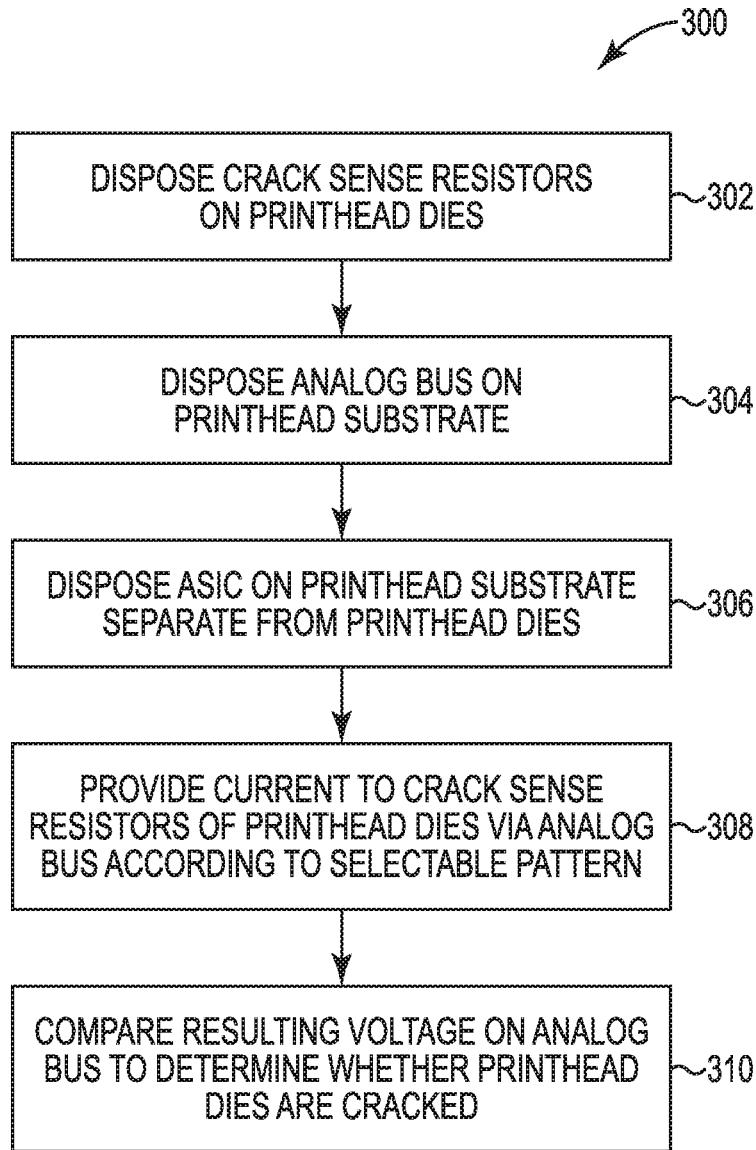 300
DISPOSE CRACK SENSE RESISTORS
ON PRINTHEAD DIES
302
DISPOSE ANALOG BUS ON
PRINTHEAD SUBSTRATE
304
DISPOSE ASIC ON PRINTHEAD SUBSTRATE
SEPARATE FROM PRINTHEAD DIES
306
PROVIDE CURRENT TO CRACK SENSE
RESISTORS OF PRINTHEAD DIES VIA ANALOG
BUS ACCORDING TO SELECTABLE PATTERN
308
COMPARE RESULTING VOLTAGE ON ANALOG
BUS TO DETERMINE WHETHER PRINTHEAD
DIES ARE CRACKED
310